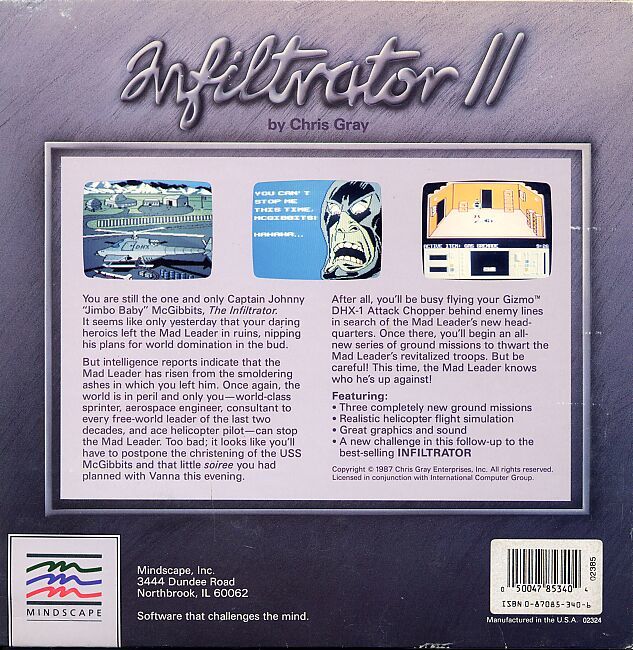 Infiltrator II
by Chris Gray
YOU CAN'T
STOP ME
THIS TIME,
MCGIBBITS!
HAHAHA...
ACTIVE ITEM: GAS GRENADE 9:28
You are still the one and only Captain Johnny
"Jimbo Baby" McGibbits, The Infiltrator.
It seems like only yesterday that your daring
heroics left the Mad Leader in ruins, nipping
his plans for world domination in the bud.
But intelligence reports indicate that the
Mad Leader has risen from the smoldering
ashes in which you left him. Once again, the
world is in peril and only you—world-class
sprinter, aerospace engineer, consultant to
every free-world leader of the last two
decades, and ace helicopter pilot—can stop
the Mad Leader. Too bad; it looks like you'll
have to postpone the christening of the USS
McGibbits and that little soiree you had
planned with Vanna this evening.
After all, you'll be busy flying your Gizmo™
DHX-1 Attack Chopper behind enemy lines
in search of the Mad Leader's new head-
quarters. Once there, you'll begin an all-
new series of ground missions to thwart the
Mad Leader's revitalized troops. But be
careful! This time, the Mad Leader knows
who he's up against!
Featuring:
• Three completely new ground missions
• Realistic helicopter flight simulation
• Great graphics and sound
• A new challenge in this follow-up to the
best-selling INFILTRATOR
Copyright © 1987 Chris Gray Enterprises, Inc. All rights reserved.
Licensed in conjunction with International Computer Group.
MINDSCAPE
Mindscape, Inc.
3444 Dundee Road
Northbrook, IL 60062
Software that challenges the mind.
0 50047 85340 4
02385
ISBN 0-87085-340-6
Manufactured in the U.S.A. 02324